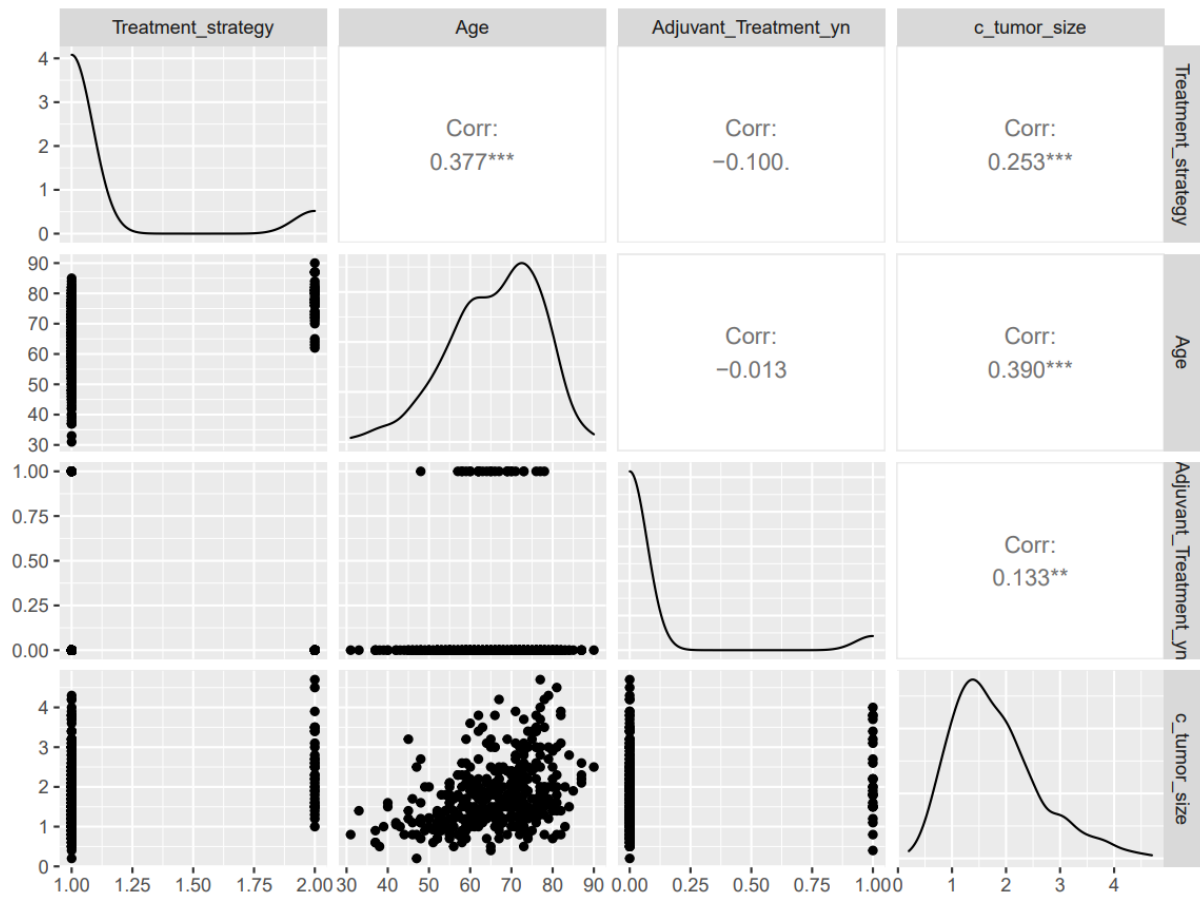 Treatment_strategy Age Adjuvant_Treatment_yn c_tumor_size
4
3
2
1
0
Corr:
0.377***
Corr:
−0.100.
Corr:
0.253***
Treatment_strategy
90
80
70
60
50
40
30
Corr:
−0.013
Corr:
0.390***
Age
1.00
0.75
0.50
0.25
0.00
Corr:
0.133**
Adjuvant_Treatment_yn
4
3
2
1
0
c_tumor_size
1.00 1.25 1.50 1.75 2.00 30 40 50 60 70 80 90 0.00 0.25 0.50 0.75 1.00 0 1 2 3 4